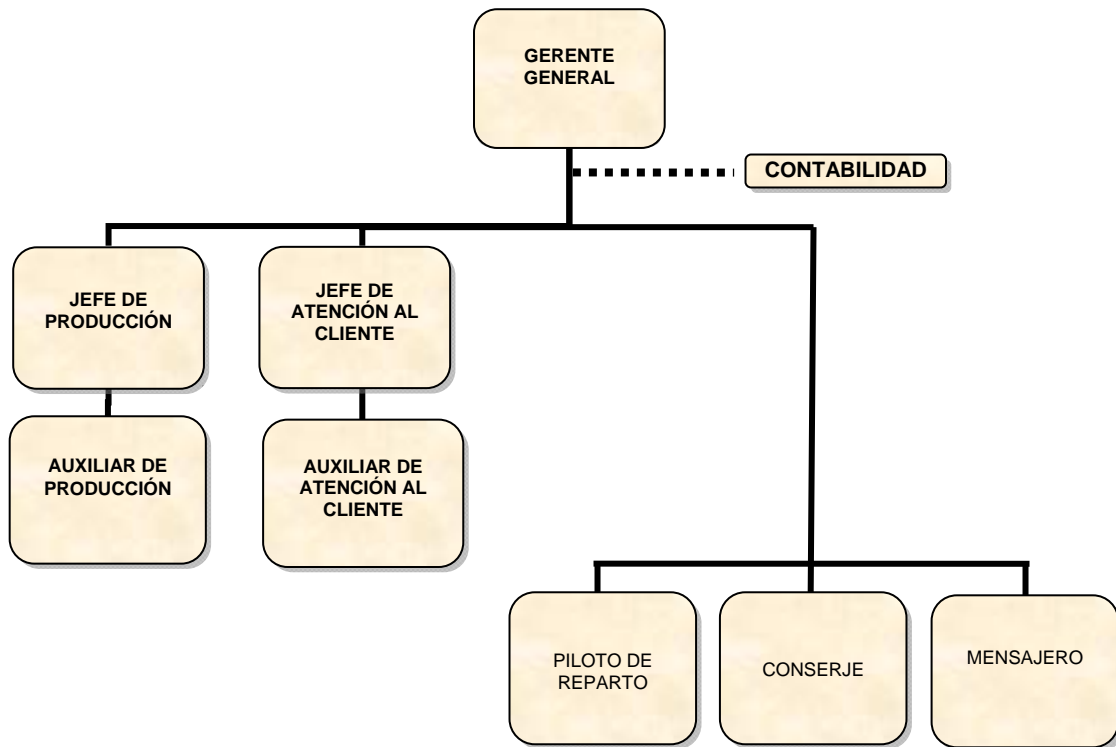 GERENTE
GENERAL
CONTABILIDAD
JEFE DE
PRODUCCIÓN
JEFE DE
ATENCIÓN AL
CLIENTE
AUXILIAR DE
PRODUCCIÓN
AUXILIAR DE
ATENCIÓN AL
CLIENTE
PILOTO DE
REPARTO
CONSERJE
MENSAJERO